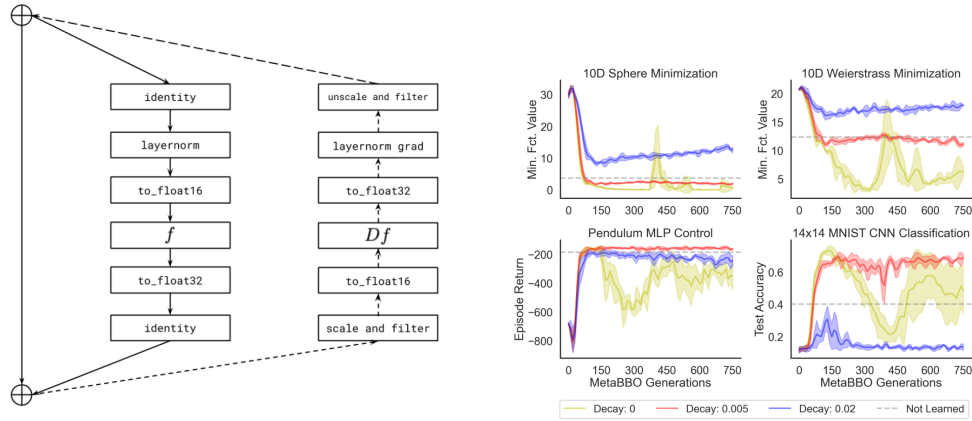 identity
layernorm
to_float16
f
to_float32
identity
unscale and filter
layernorm grad
to_float32
Df
to_float16
scale and filter
10D Sphere Minimization
Min. Fct. Value
30
20
10
0
0 150 300 450 600 750
10D Weierstrass Minimization
Min. Fct. Value
20
15
10
5
0 150 300 450 600 750
Pendulum MLP Control
Episode Return
−200
−400
−600
−800
0 150 300 450 600 750
MetaBBO Generations
14x14 MNIST CNN Classification
Test Accuracy
0.6
0.4
0.2
0 150 300 450 600 750
MetaBBO Generations
Decay: 0 Decay: 0.005 Decay: 0.02 Not Learned